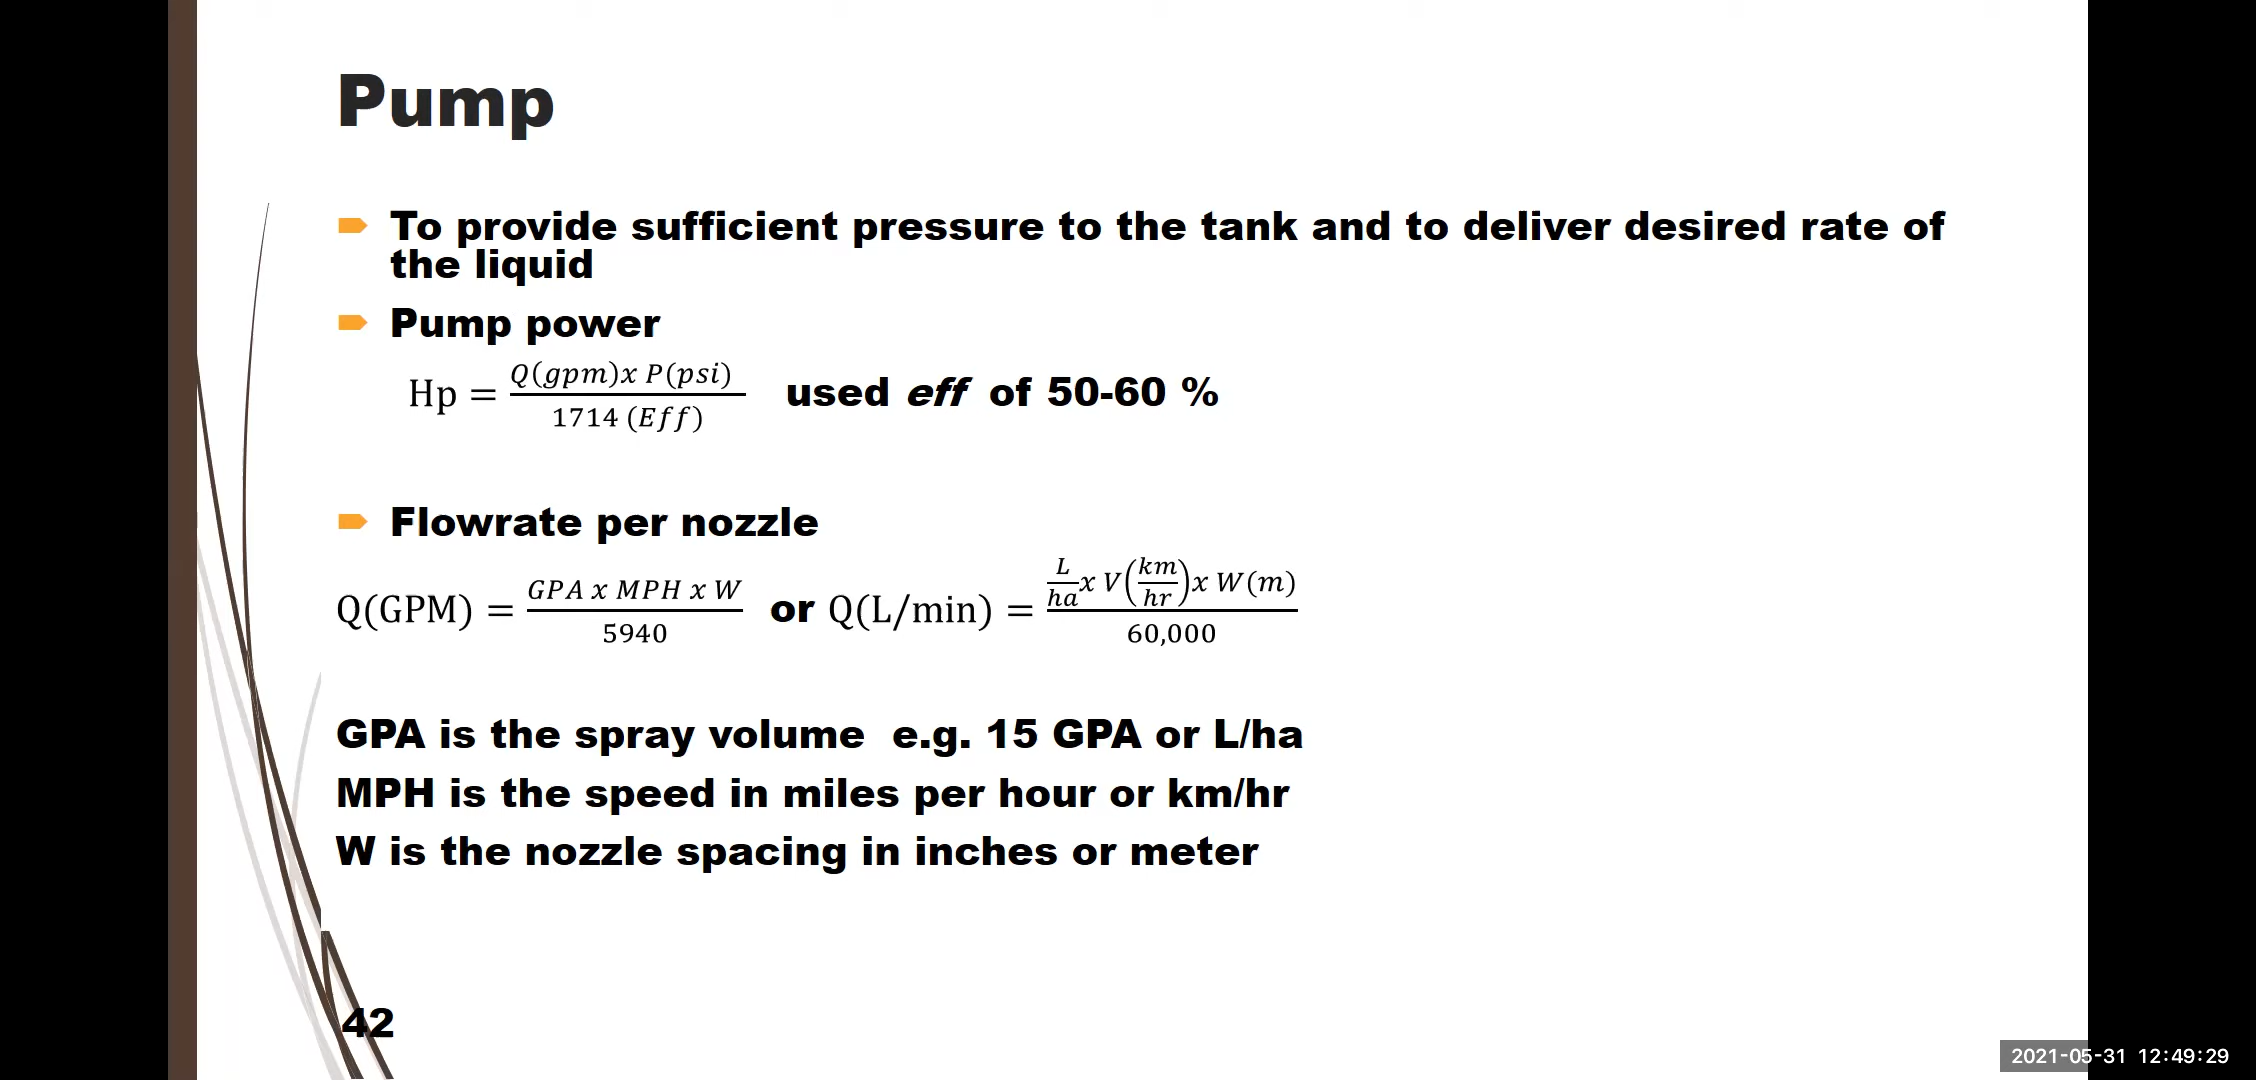 Pump
To provide sufficient pressure to the tank and to deliver desired rate of
the liquid
Pump power
Hp = Q(gpm)x P(psi) / 1714 (Eff) used eff of 50-60 %
Flowrate per nozzle
Q(GPM) = GPA x MPH x W / 5940 or Q(L/min) = L/ha x V(km/hr) x W(m) / 60,000
GPA is the spray volume e.g. 15 GPA or L/ha
MPH is the speed in miles per hour or km/hr
W is the nozzle spacing in inches or meter
42
2021-05-31 12:49:29